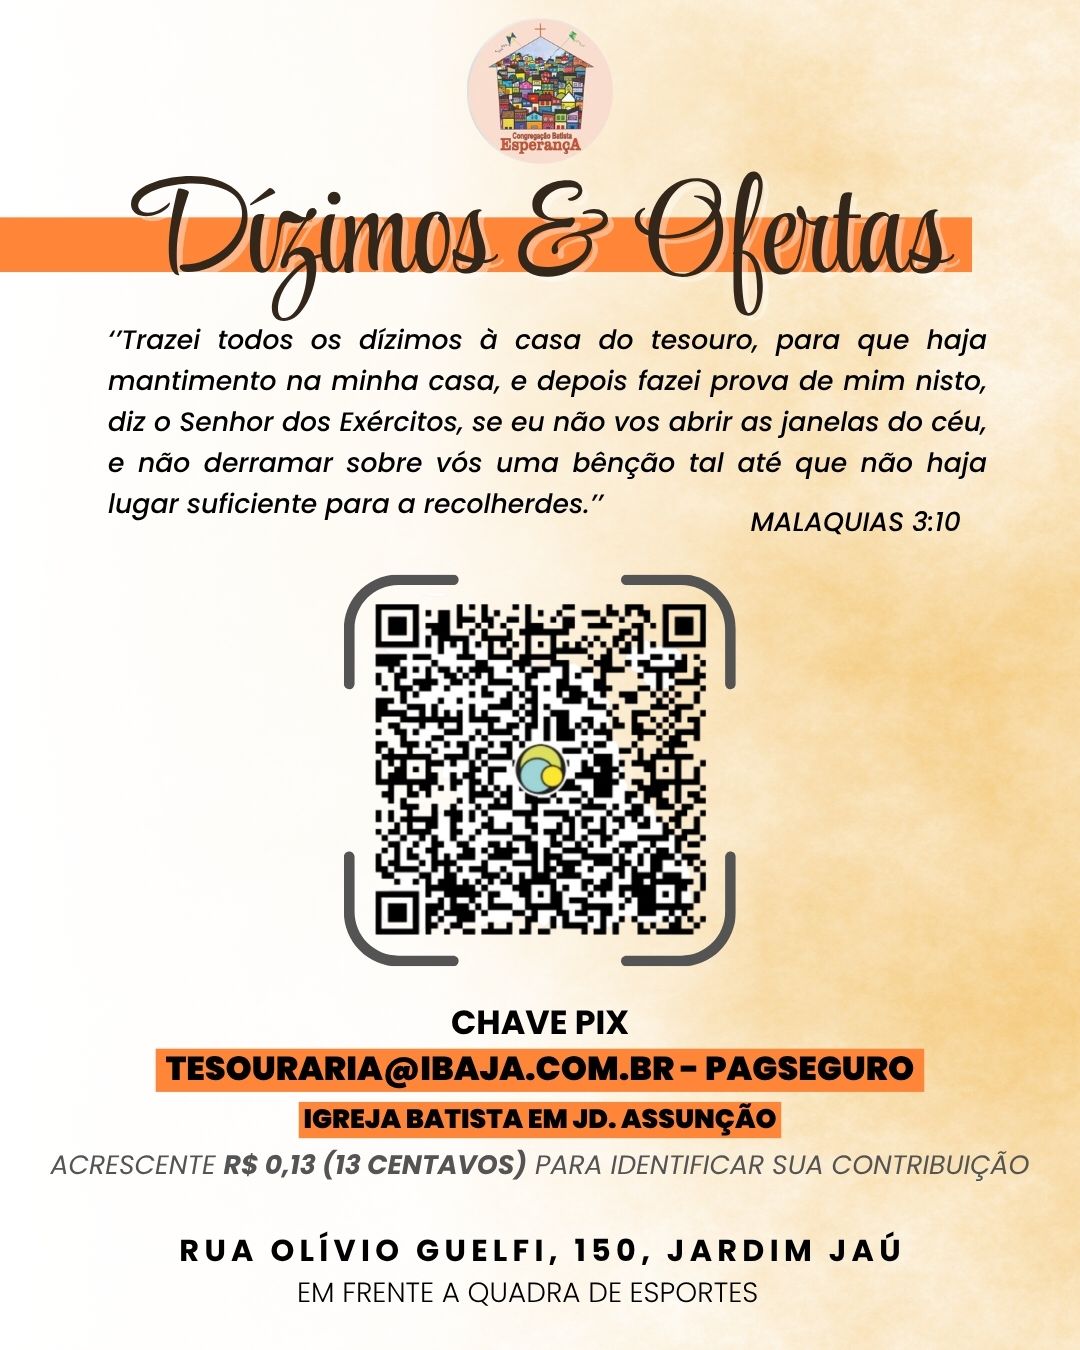 Congregação Batista
EsperançA
Dízimos & Ofertas
‘’Trazei todos os dízimos à casa do tesouro, para que haja
mantimento na minha casa, e depois fazei prova de mim nisto,
diz o Senhor dos Exércitos, se eu não vos abrir as janelas do céu,
e não derramar sobre vós uma bênção tal até que não haja
lugar suficiente para a recolherdes.’’
MALAQUIAS 3:10
CHAVE PIX
TESOURARIA@IBAJA.COM.BR - PAGSEGURO
IGREJA BATISTA EM JD. ASSUNÇÃO
ACRESCENTE R$ 0,13 (13 CENTAVOS) PARA IDENTIFICAR SUA CONTRIBUIÇÃO
RUA OLÍVIO GUELFI, 150, JARDIM JAÚ
EM FRENTE A QUADRA DE ESPORTES